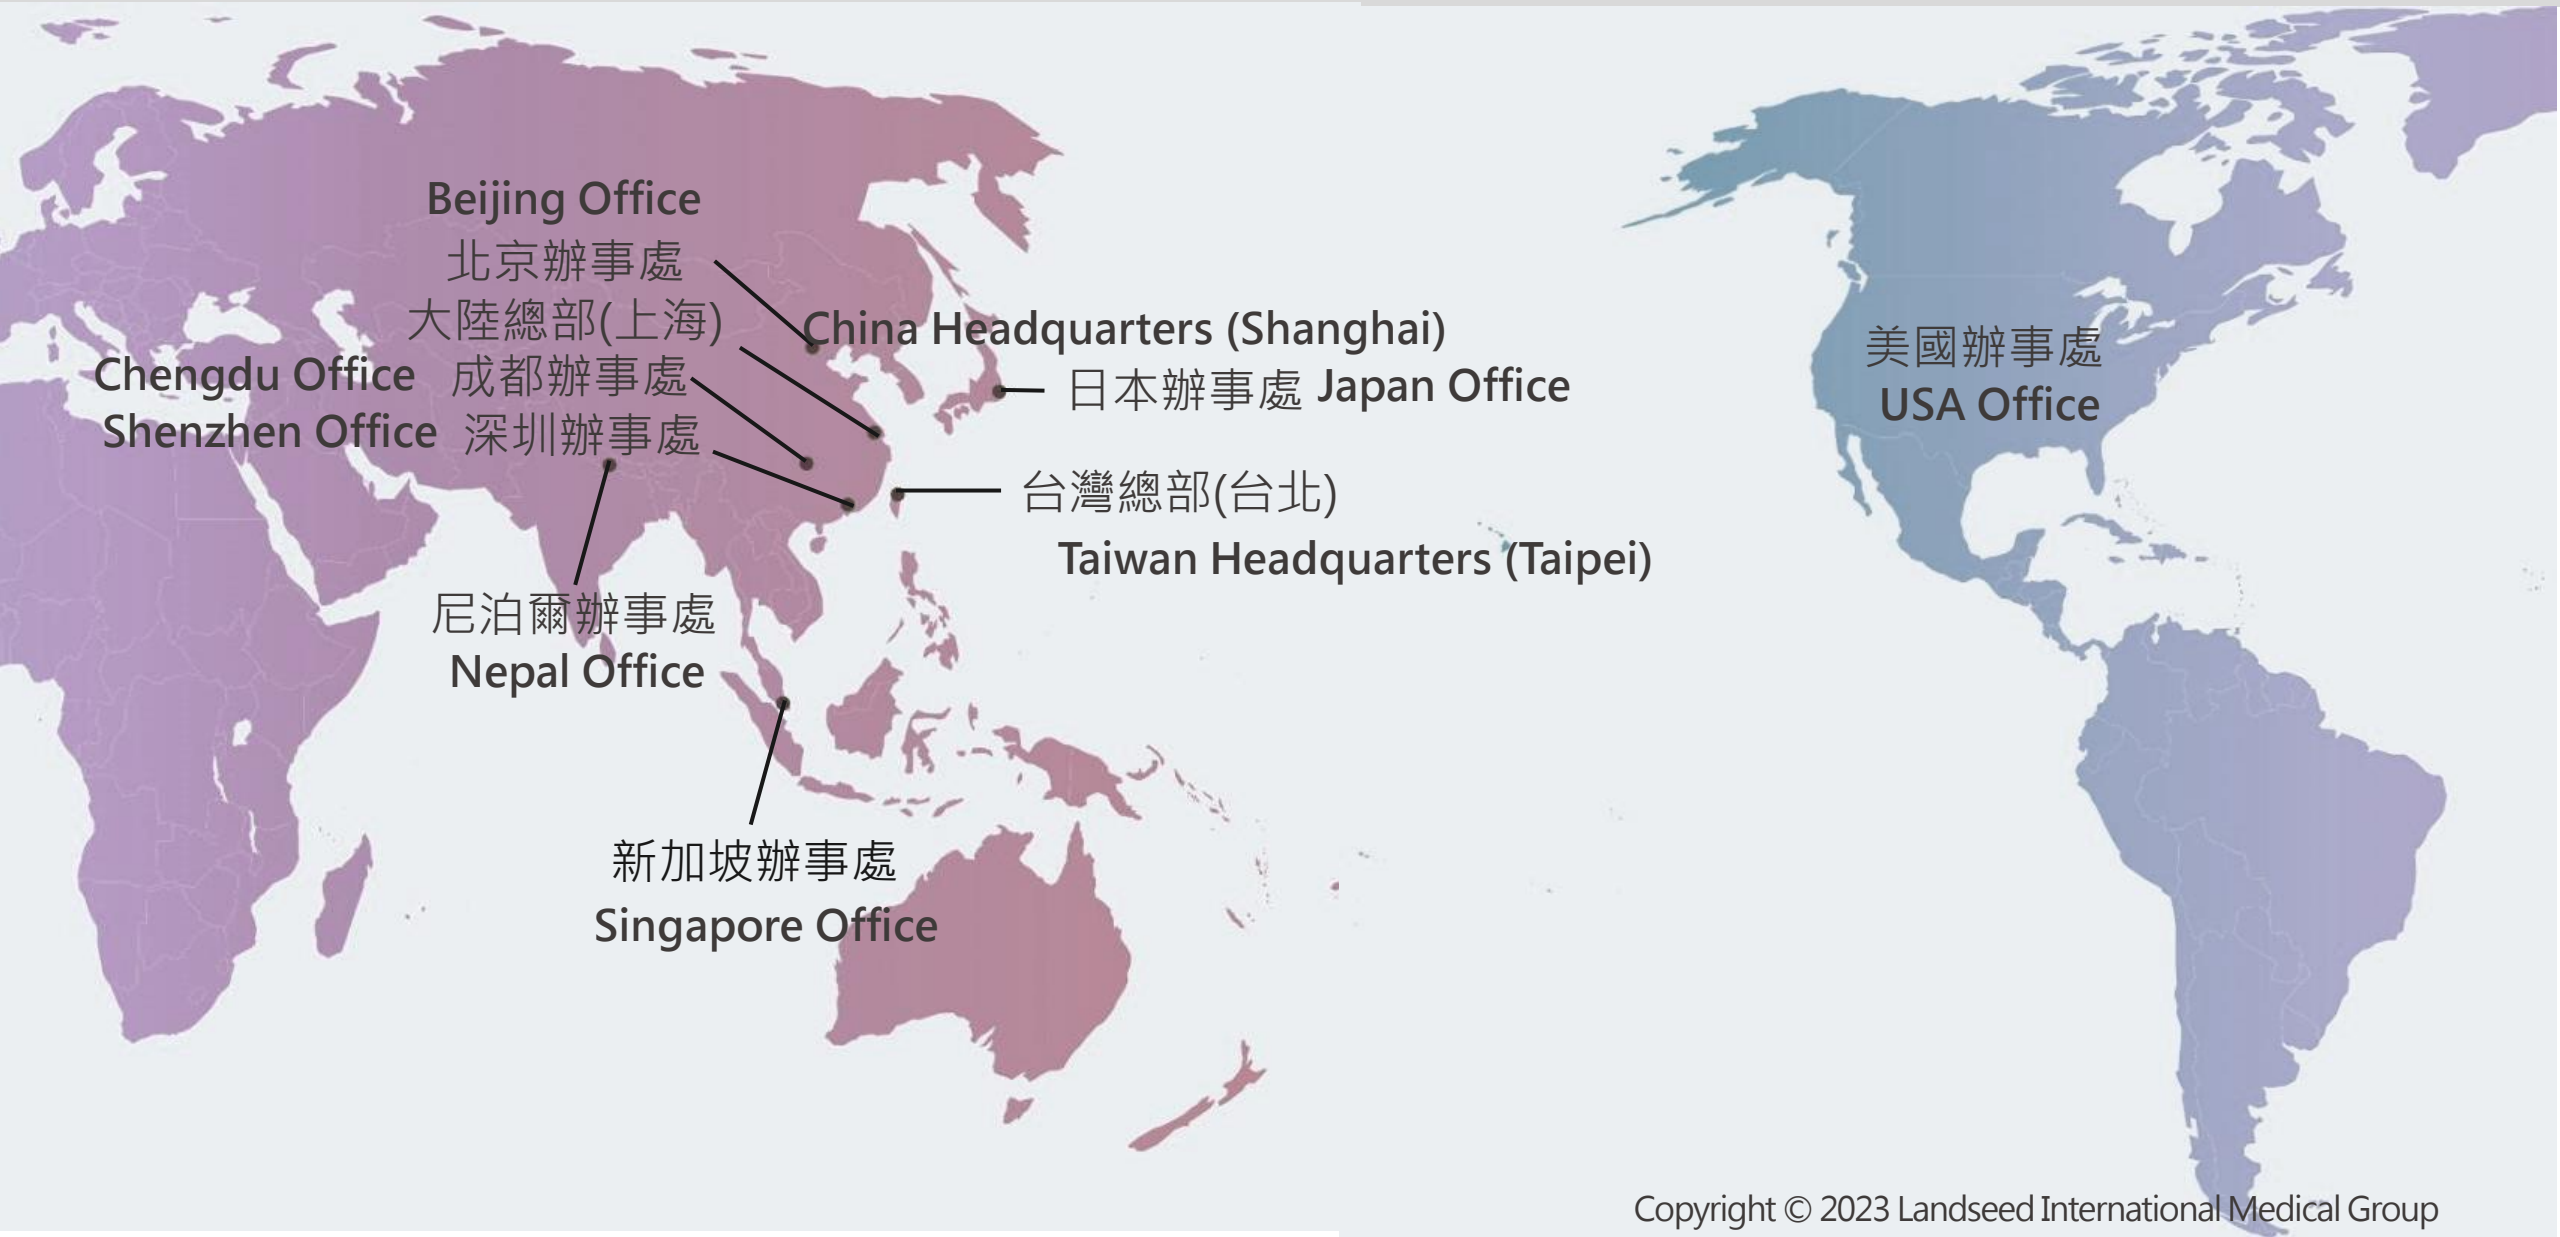 Beijing Office
北京辦事處
大陸總部(上海)
China Headquarters (Shanghai)
Chengdu Office 成都辦事處
Shenzhen Office 深圳辦事處
日本辦事處 Japan Office
美國辦事處
USA Office
台灣總部(台北)
Taiwan Headquarters (Taipei)
尼泊爾辦事處
Nepal Office
新加坡辦事處
Singapore Office
Copyright © 2023 Landseed International Medical Group